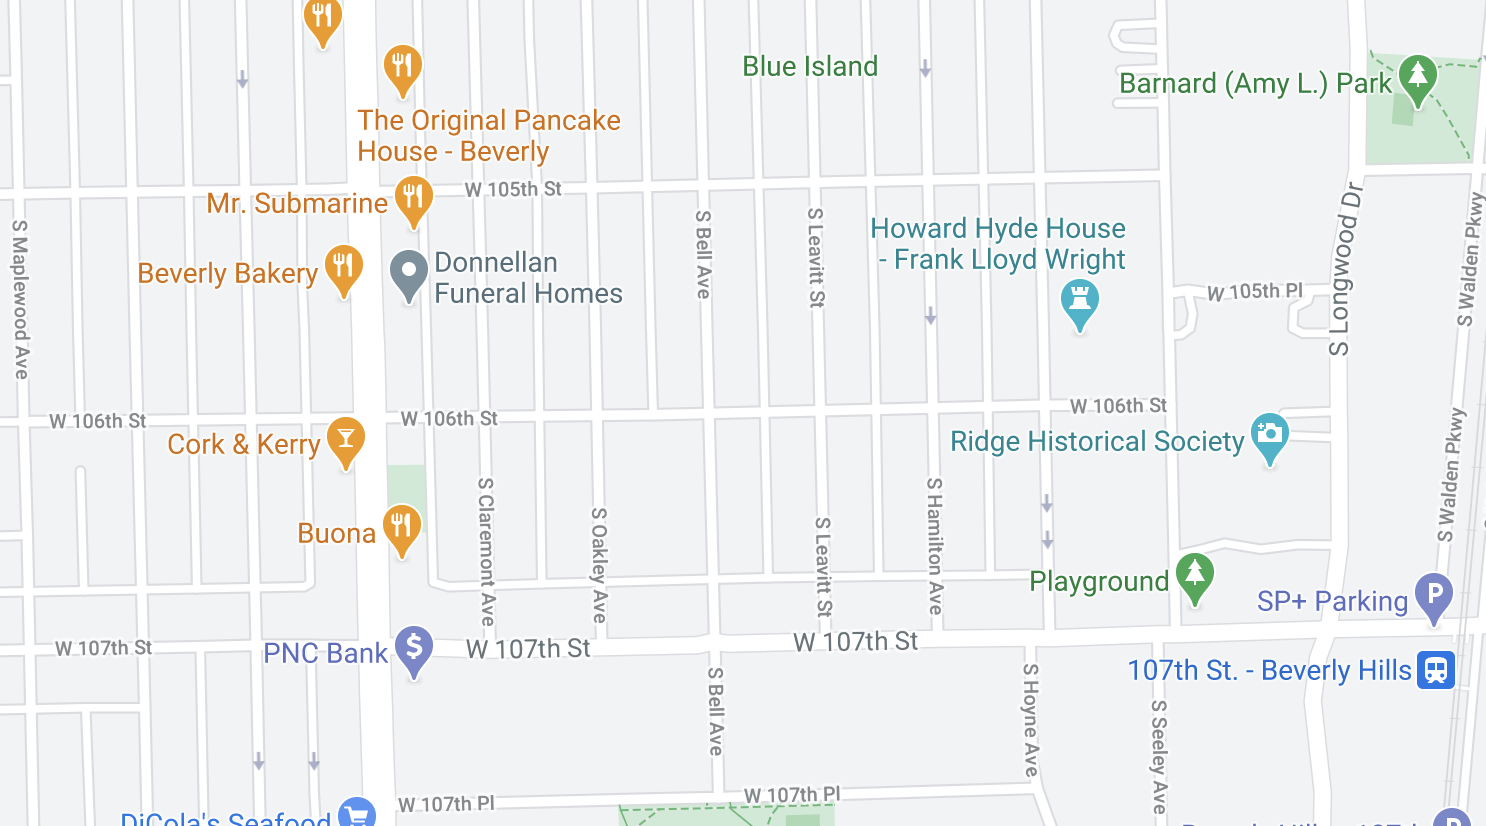 Blue Island
Barnard (Amy L.) Park
The Original Pancake
House - Beverly
W 105th St
Mr. Submarine
S Maplewood Ave
S Bell Ave
S Leavitt St
Howard Hyde House
- Frank Lloyd Wright
S Longwood Dr
S Walden Pkwy
Beverly Bakery
Donnellan
Funeral Homes
W 105th Pl
W 106th St
W 106th St
W 106th St
Cork & Kerry
Ridge Historical Society
S Walden Pkwy
S Claremont Ave
S Oakley Ave
S Leavitt St
S Hamilton Ave
Buona
Playground
SP+ Parking
P
W 107th St
PNC Bank
$
W 107th St
W 107th St
107th St. - Beverly Hills
S Bell Ave
S Hoyne Ave
S Seeley Ave
W 107th Pl
W 107th Pl
DiCola's Seafood